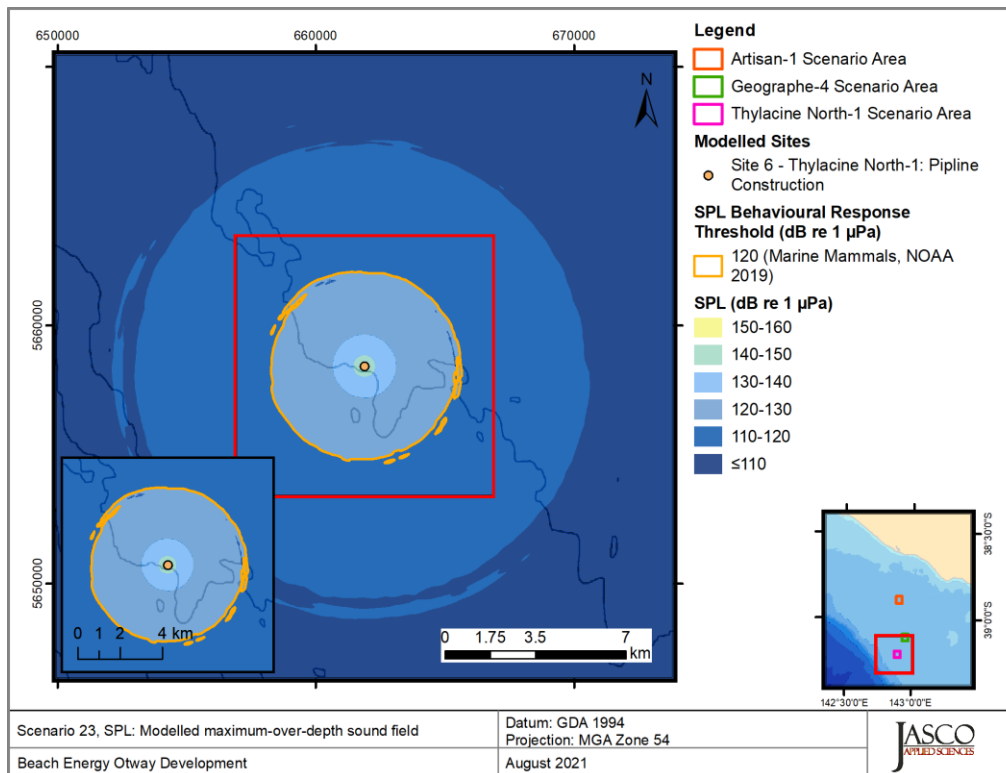 650000
660000
670000
5660000
5650000
N
0 1 2 4 km
0 1.75 3.5 7
km
Legend
Artisan-1 Scenario Area
Geographe-4 Scenario Area
Thylacine North-1 Scenario Area
Modelled Sites
Site 6 - Thylacine North-1: Pipline
Construction
SPL Behavioural Response
Threshold (dB re 1 µPa)
120 (Marine Mammals, NOAA
2019)
SPL (dB re 1 µPa)
150-160
140-150
130-140
120-130
110-120
≤110
38°30'0"S
39°0'0"S
142°30'0"E
143°0'0"E
Scenario 23, SPL: Modelled maximum-over-depth sound field
Datum: GDA 1994
Projection: MGA Zone 54
Beach Energy Otway Development
August 2021
JASCO
APPLIED SCIENCES